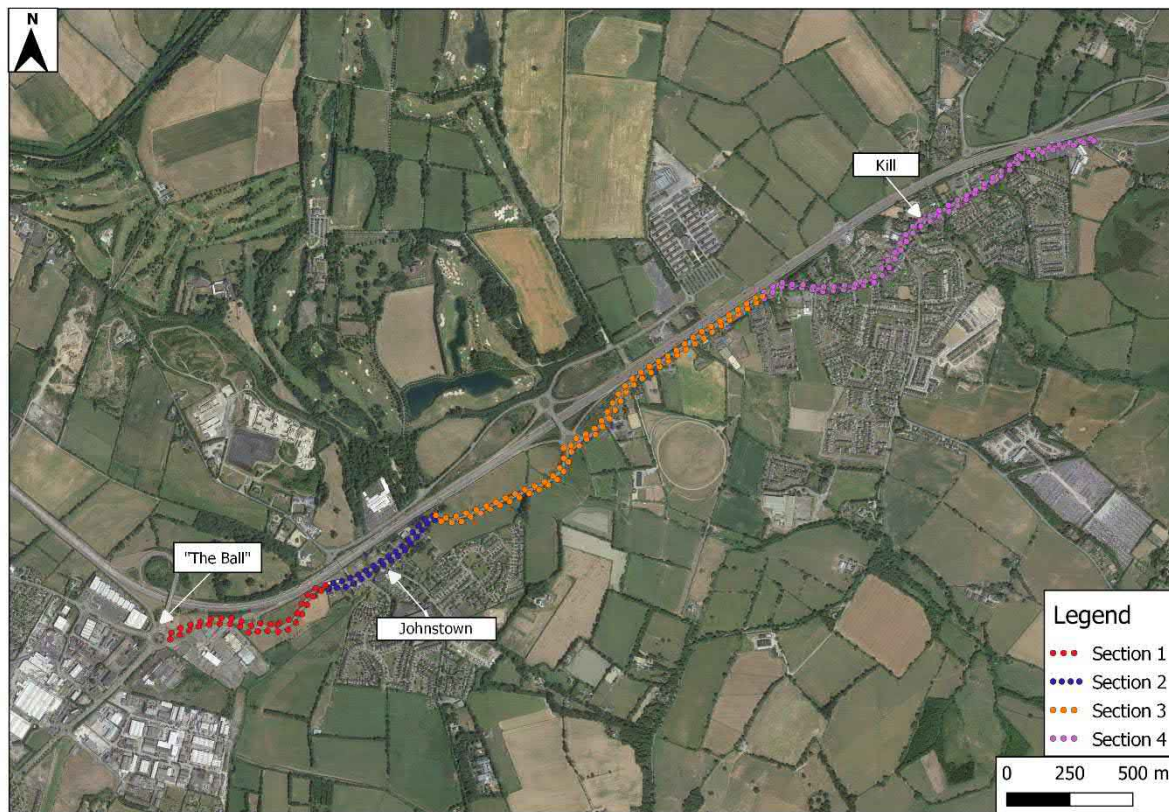 N
Kill
"The Ball"
Johnstown
Legend
Section 1
Section 2
Section 3
Section 4
0 250 500 m